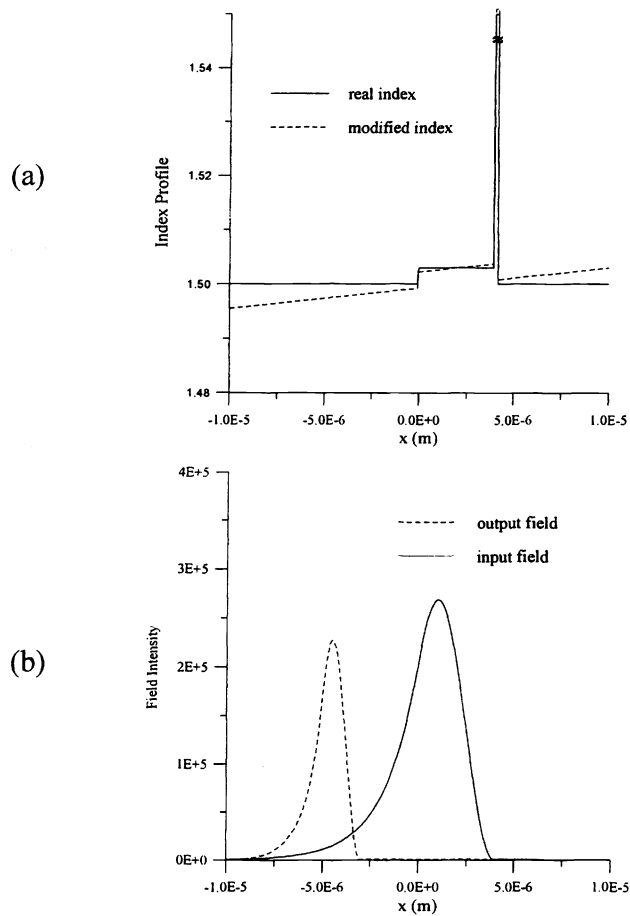 (a)
Index Profile
1.54
1.52
1.50
1.48
real index
modified index
-1.0E-5 -5.0E-6 0.0E+0 5.0E-6 1.0E-5
x (m)
(b)
Field Intensity
4E+5
3E+5
2E+5
1E+5
0E+0
output field
input field
-1.0E-5 -5.0E-6 0.0E+0 5.0E-6 1.0E-5
x (m)